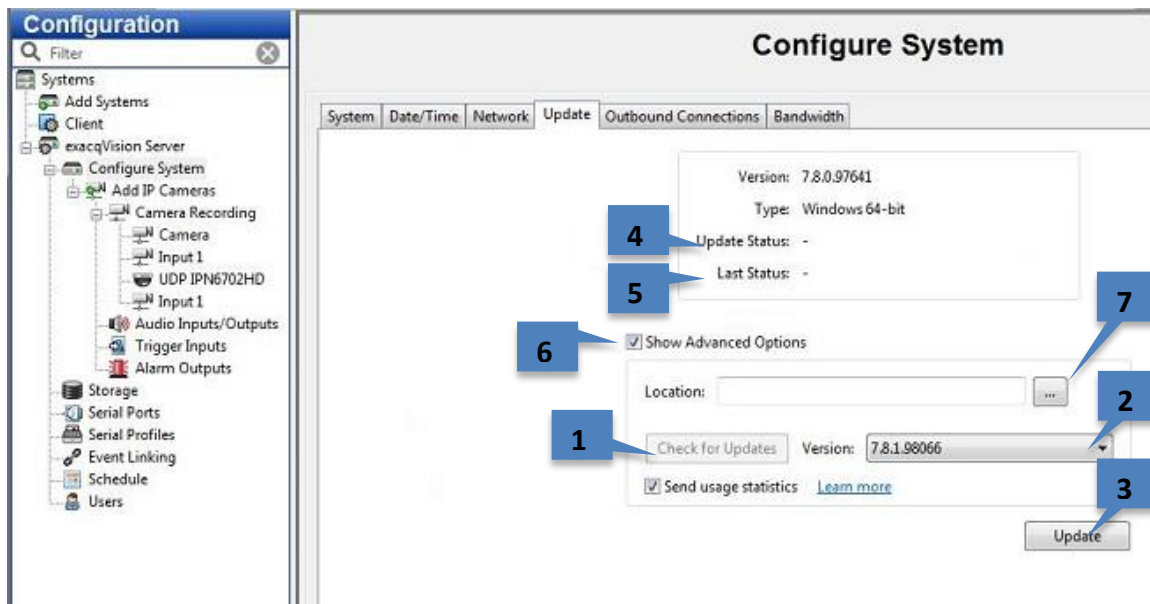 Configuration
Filter
Systems
Add Systems
Client
exacqVision Server
Configure System
Add IP Cameras
Camera Recording
Camera
Input 1
UDP IPN6702HD
Input 1
Audio Inputs/Outputs
Trigger Inputs
Alarm Outputs
Storage
Serial Ports
Serial Profiles
Event Linking
Schedule
Users
Configure System
System Date/Time Network Update Outbound Connections Bandwidth
Version: 7.8.0.97641
Type: Windows 64-bit
4 Update Status: -
5 Last Status: -
7
6 Show Advanced Options
Location: ...
2
1 Check for Updates Version: 7.8.1.98066
Send usage statistics Learn more
3
Update